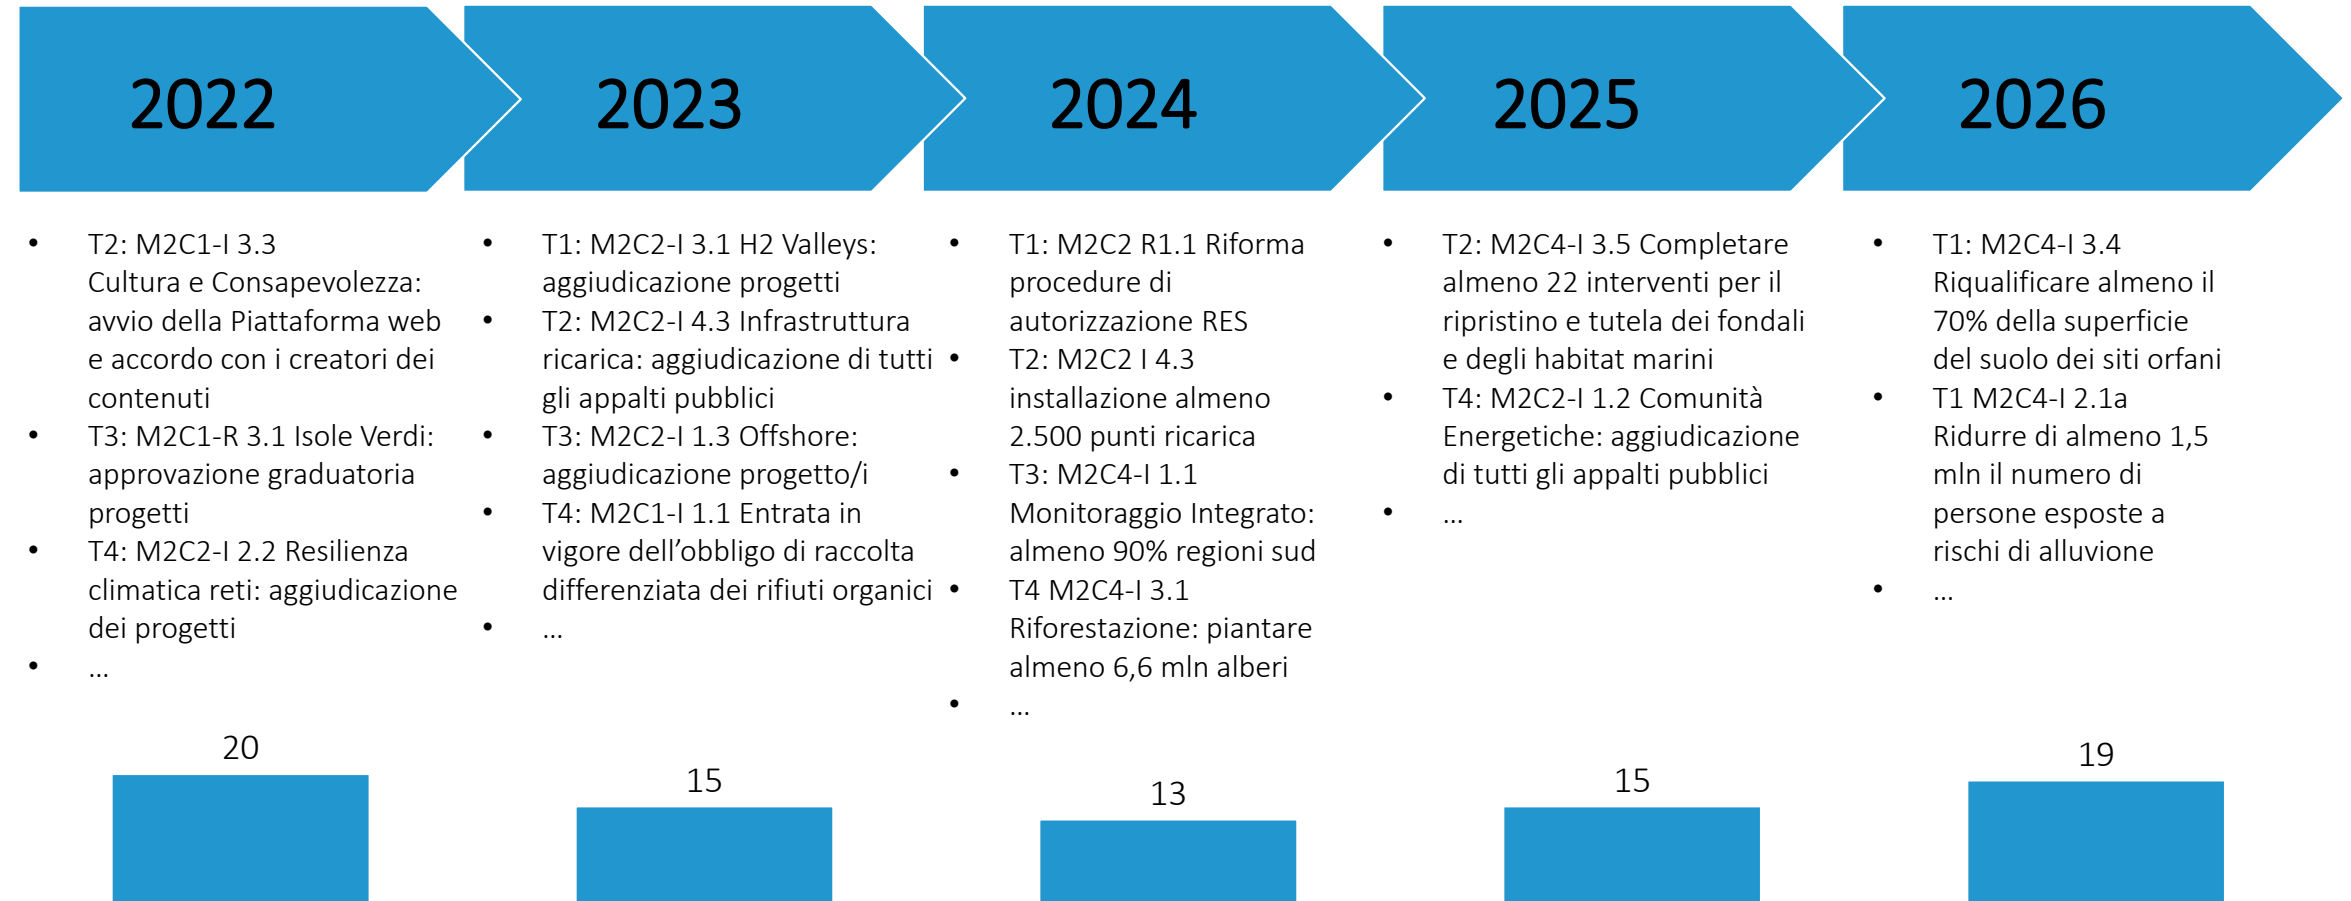 2022
2023
2024
2025
2026
• T2: M2C1-I 3.3
Cultura e Consapevolezza:
avvio della Piattaforma web
e accordo con i creatori dei
contenuti
• T3: M2C1-R 3.1 Isole Verdi:
approvazione graduatoria
progetti
• T4: M2C2-I 2.2 Resilienza
climatica reti: aggiudicazione
dei progetti
• ...
• T1: M2C2-I 3.1 H2 Valleys:
aggiudicazione progetti
• T2: M2C2-I 4.3 Infrastruttura
ricarica: aggiudicazione di tutti
gli appalti pubblici
• T3: M2C2-I 1.3 Offshore:
aggiudicazione progetto/i
• T4: M2C1-I 1.1 Entrata in
vigore dell’obbligo di raccolta
differenziata dei rifiuti organici
• ...
• T1: M2C2 R1.1 Riforma
procedure di
autorizzazione RES
• T2: M2C2 I 4.3
installazione almeno
2.500 punti ricarica
• T3: M2C4-I 1.1
Monitoraggio Integrato:
almeno 90% regioni sud
• T4 M2C4-I 3.1
Riforestazione: piantare
almeno 6,6 mln alberi
• ...
• T2: M2C4-I 3.5 Completare
almeno 22 interventi per il
ripristino e tutela dei fondali
e degli habitat marini
• T4: M2C2-I 1.2 Comunità
Energetiche: aggiudicazione
di tutti gli appalti pubblici
• ...
• T1: M2C4-I 3.4
Riqualificare almeno il
70% della superficie
del suolo dei siti orfani
• T1 M2C4-I 2.1a
Ridurre di almeno 1,5
mln il numero di
persone esposte a
rischi di alluvione
• ...
20
15
13
15
19